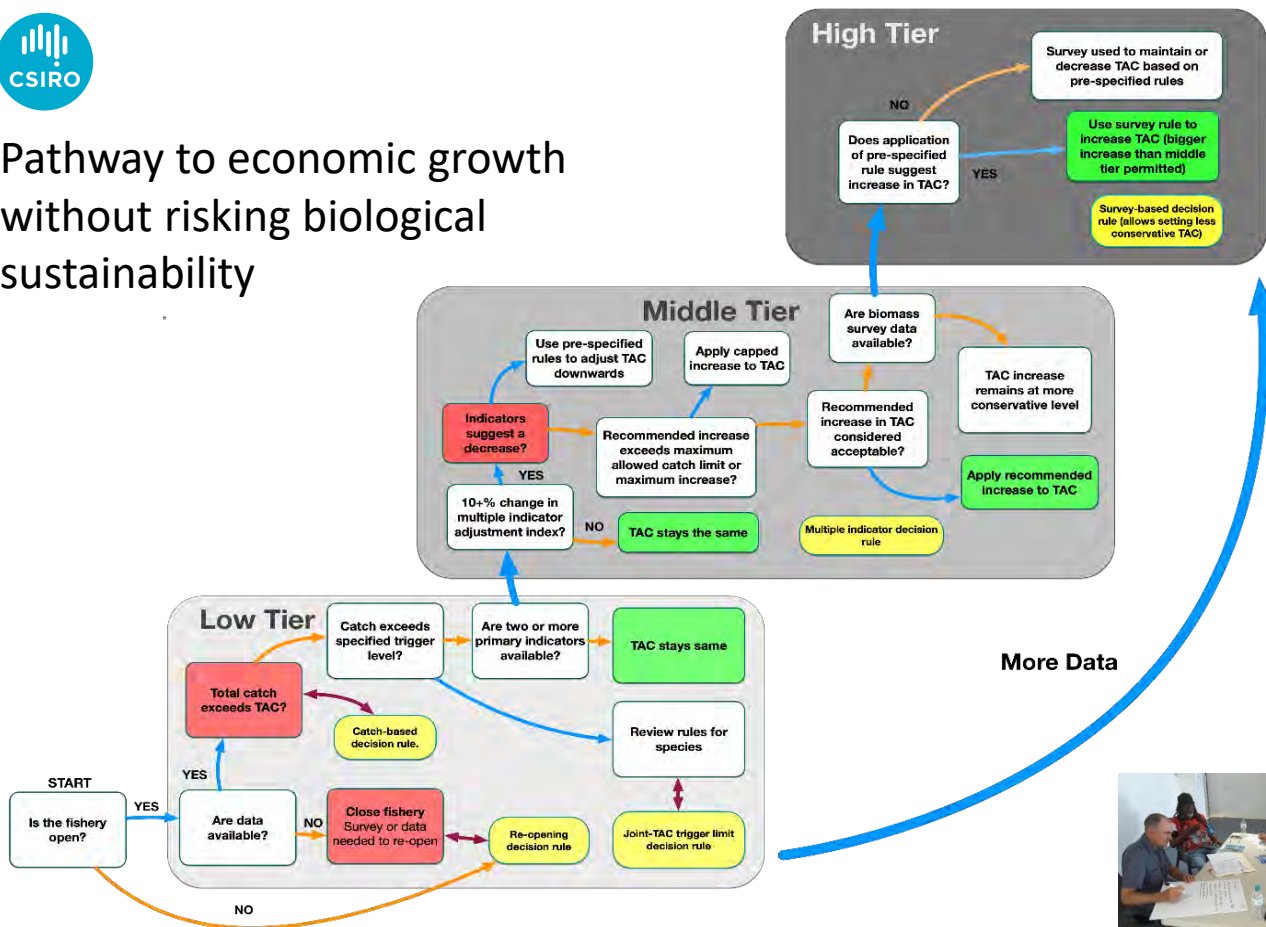 CSIRO
Pathway to economic growth
without risking biological
sustainability
High Tier
Survey used to maintain or
decrease TAC based on
pre-specified rules
NO
Does application
of pre-specified
rule suggest
increase in TAC?
YES
Use survey rule to
increase TAC (bigger
increase than middle
tier permitted)
Survey-based decision
rule (allows setting less
conservative TAC)
Middle Tier
Use pre-specified
rules to adjust TAC
downwards
Apply capped
increase to TAC
Are biomass
survey data
available?
TAC increase
remains at more
conservative level
Indicators
suggest a
decrease?
Recommended increase
exceeds maximum
allowed catch limit or
maximum increase?
Recommended
increase in TAC
considered
acceptable?
Apply recommended
increase to TAC
YES
10+% change in
multiple indicator
adjustment index?
NO
TAC stays the same
Multiple indicator decision
rule
Low Tier
Catch exceeds
specified trigger
level?
Are two or more
primary indicators
available?
TAC stays same
Total catch
exceeds TAC?
Catch-based
decision rule.
Review rules for
species
More Data
START
Is the fishery
open?
YES
YES
Are data
available?
NO
Close fishery
Survey or data
needed to re-open
Re-opening
decision rule
Joint-TAC trigger limit
decision rule
NO